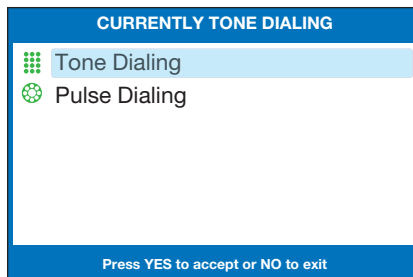 CURRENTLY TONE DIALING
Tone Dialing
Pulse Dialing
Press YES to accept or NO to exit